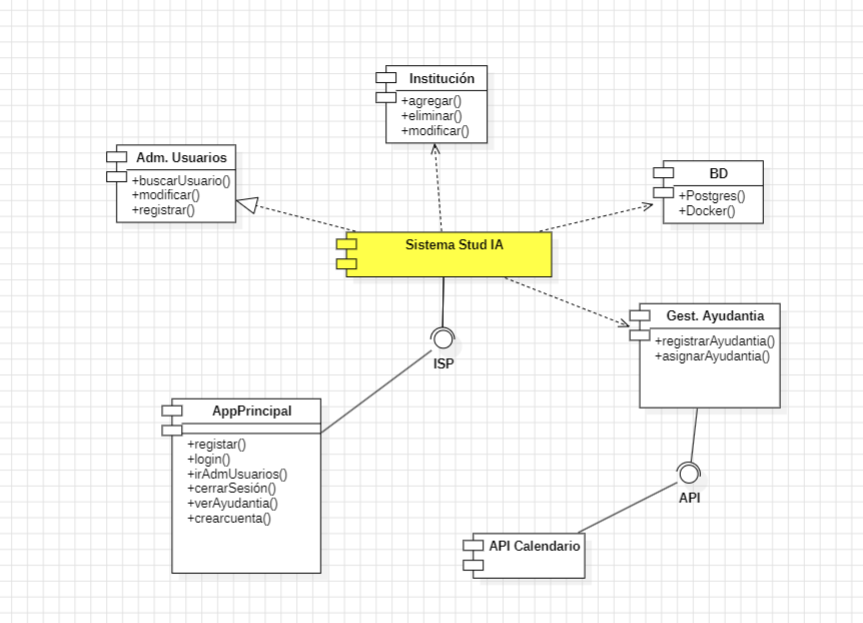 Institución
+agregar()
+eliminar()
+modificar()
Adm. Usuarios
+buscarUsuario()
+modificar()
+registrar()
BD
+Postgres()
+Docker()
Sistema Stud IA
Gest. Ayudantia
+registrarAyudantia()
+asignarAyudantia()
ISP
AppPrincipal
+registar()
+login()
+irAdmUsuarios()
+cerrarSesión()
+verAyudantia()
+crearcuenta()
API
API Calendario